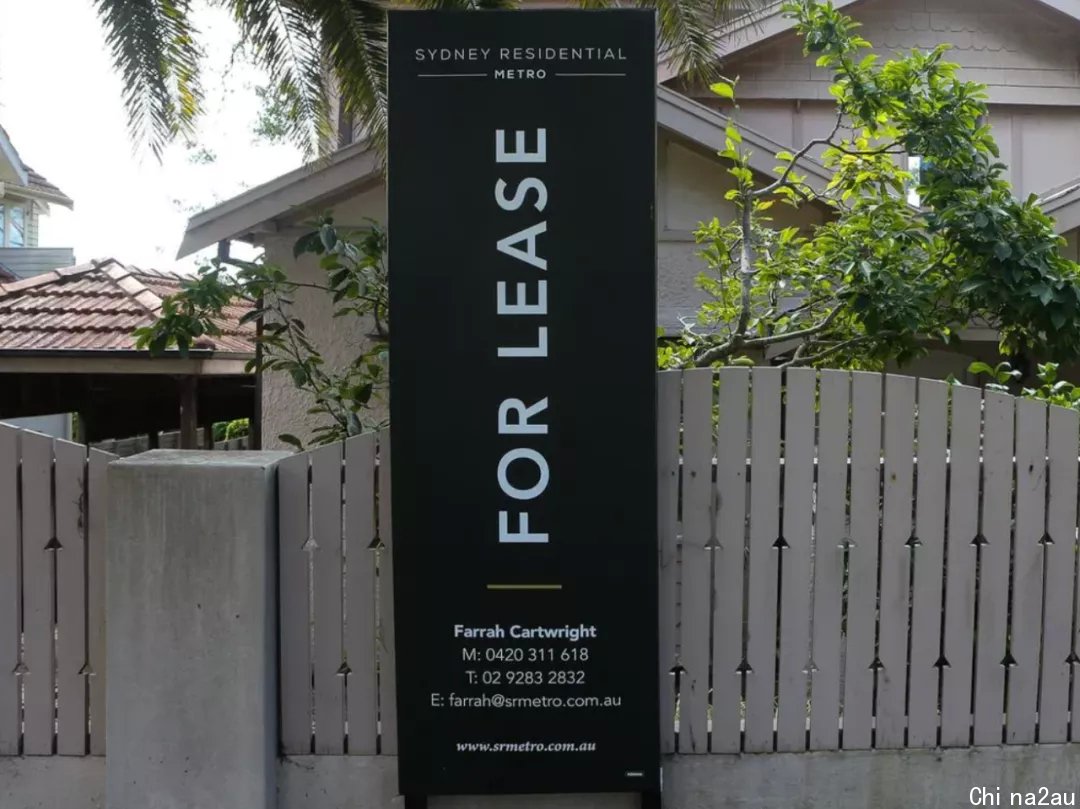 SYDNEY RESIDENTIAL
METRO
FOR LEASE
Farrah Cartwright
M: 0420 311 618
T: 02 9283 2832
E: farrah@srmetro.com.au
www.srmetro.com.au
Chi na2au